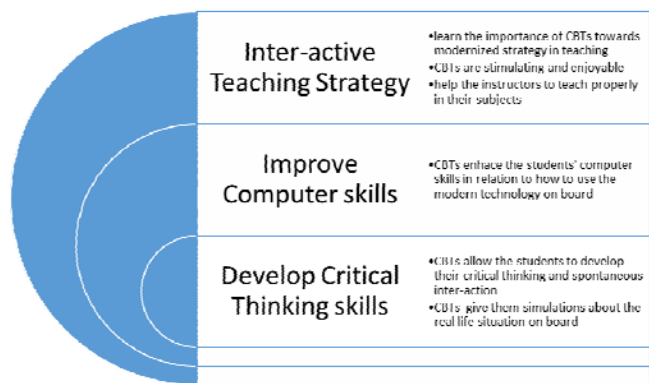 Inter-active
Teaching Strategy
•learn the importance of CBTs towards
modernized strategy in teaching
•CBTs are stimulating and enjoyable
•help the instructors to teach properly
in their subjects
Improve
Computer skills
•CBTs enhace the students' computer
skills in relation to how to use the
modern technology on board
Develop Critical
Thinking skills
•CBTs allow the students to develop
their critical thinking and spontaneous
inter-action
•CBTs give them simulations about the
real life situation on board